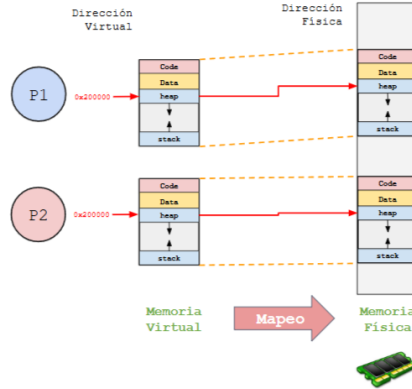 Dirección
Virtual
Dirección
Física
P1
0x200000
Code
Data
heap
stack
Code
Data
heap
stack
P2
0x200000
Code
Data
heap
stack
Code
Data
heap
stack
Memoria
Virtual
Mapeo
Memoria
Física